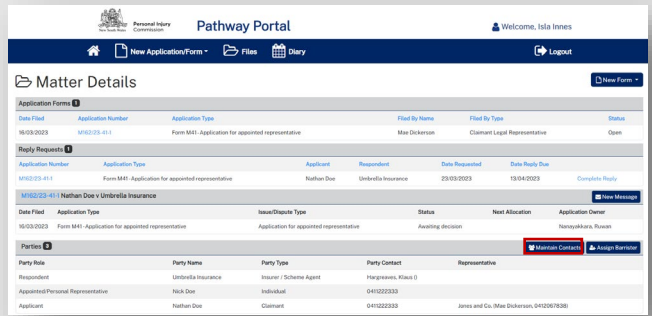 Personal Injury
Commission
Pathway Portal
Welcome, Isla Innes
New Application/Form
Files
Diary
Logout
Matter Details
New Form
Application Forms 1
Date Filed Application Number Application Type Filed By Name Filed By Type Status
16/03/2023 M162/23-41-1 Form M41 - Application for appointed representative Mae Dickerson Claimant Legal Representative Open
Reply Requests 1
Application Number Application Type Applicant Respondent Date Requested Date Reply Due
M162/23-41-1 Form M41 - Application for appointed representative Nathan Doe Umbrella Insurance 23/03/2023 13/04/2023 Complete Reply
M162/23-41-1 Nathan Doe v Umbrella Insurance New Message
Date Filed Application Type Issue/Dispute Type Status Next Allocation Application Owner
16/03/2023 Form M41 - Application for appointed representative Application for appointed representative Awaiting decision Nanayakkara, Ruwan
Parties 3 Maintain Contacts Assign Barrister
Party Role Party Name Party Type Party Contact Representative
Respondent Umbrella Insurance Insurer / Scheme Agent Hargreaves, Klaus ()
Appointed/Personal Representative Nick Doe Individual 0411222333
Applicant Nathan Doe Claimant 0411222333 Jones and Co. (Mae Dickerson, 0412067838)